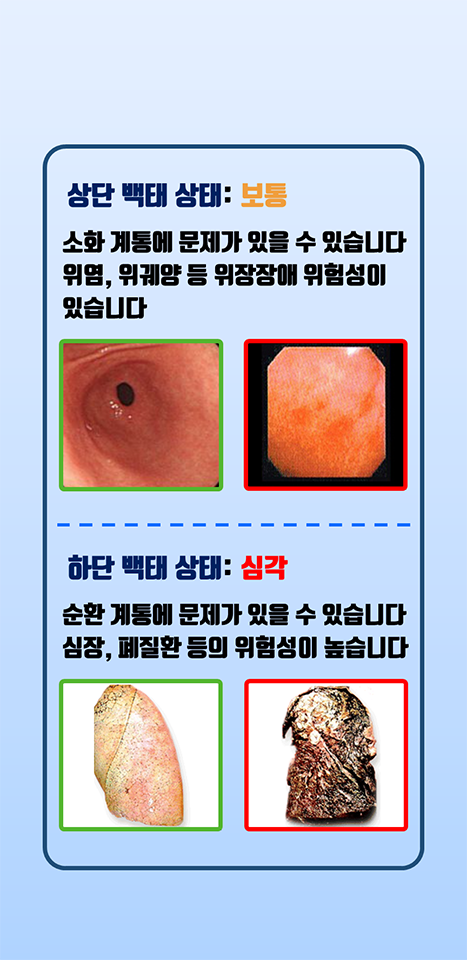 상단 백태 상태: 보통
소화 계통에 문제가 있을 수 있습니다
위염, 위궤양 등 위장장애 위험성이
있습니다
하단 백태 상태: 심각
순환 계통에 문제가 있을 수 있습니다
심장, 폐질환 등의 위험성이 높습니다